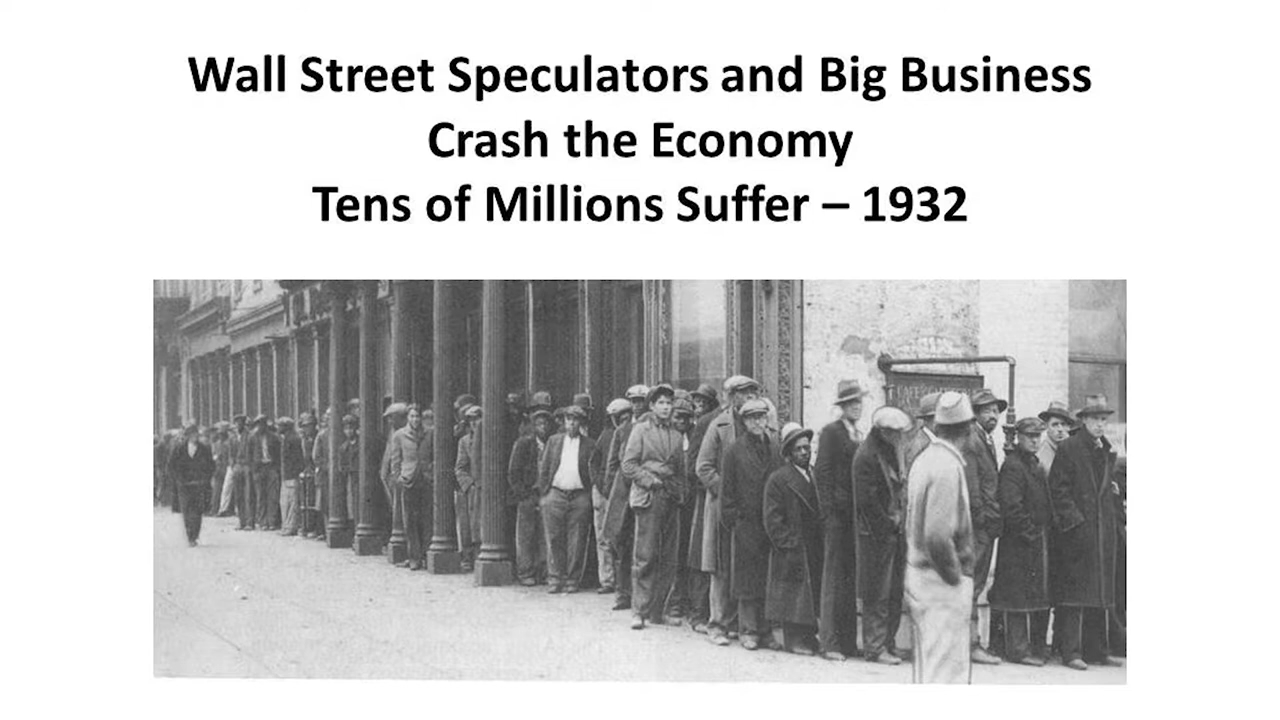 Wall Street Speculators and Big Business
Crash the Economy
Tens of Millions Suffer – 1932